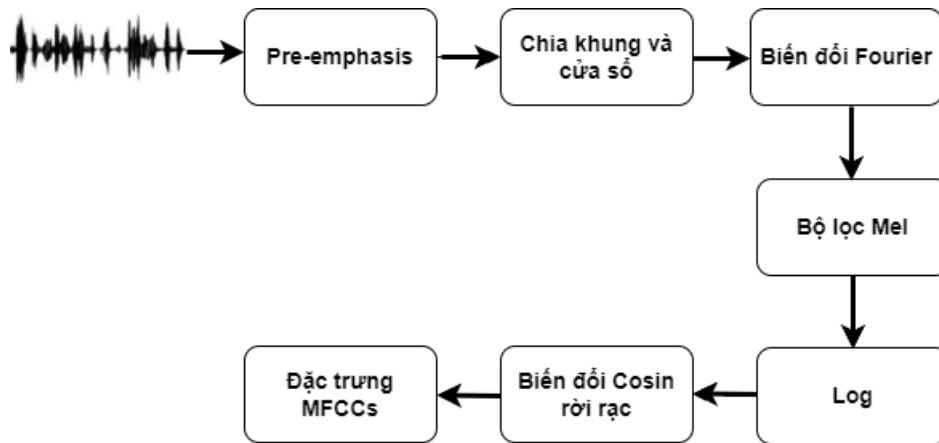 Pre-emphasis
Chia khung và
cửa sổ
Biến đổi Fourier
Bộ lọc Mel
Log
Biến đổi Cosin
rời rạc
Đặc trưng
MFCCs